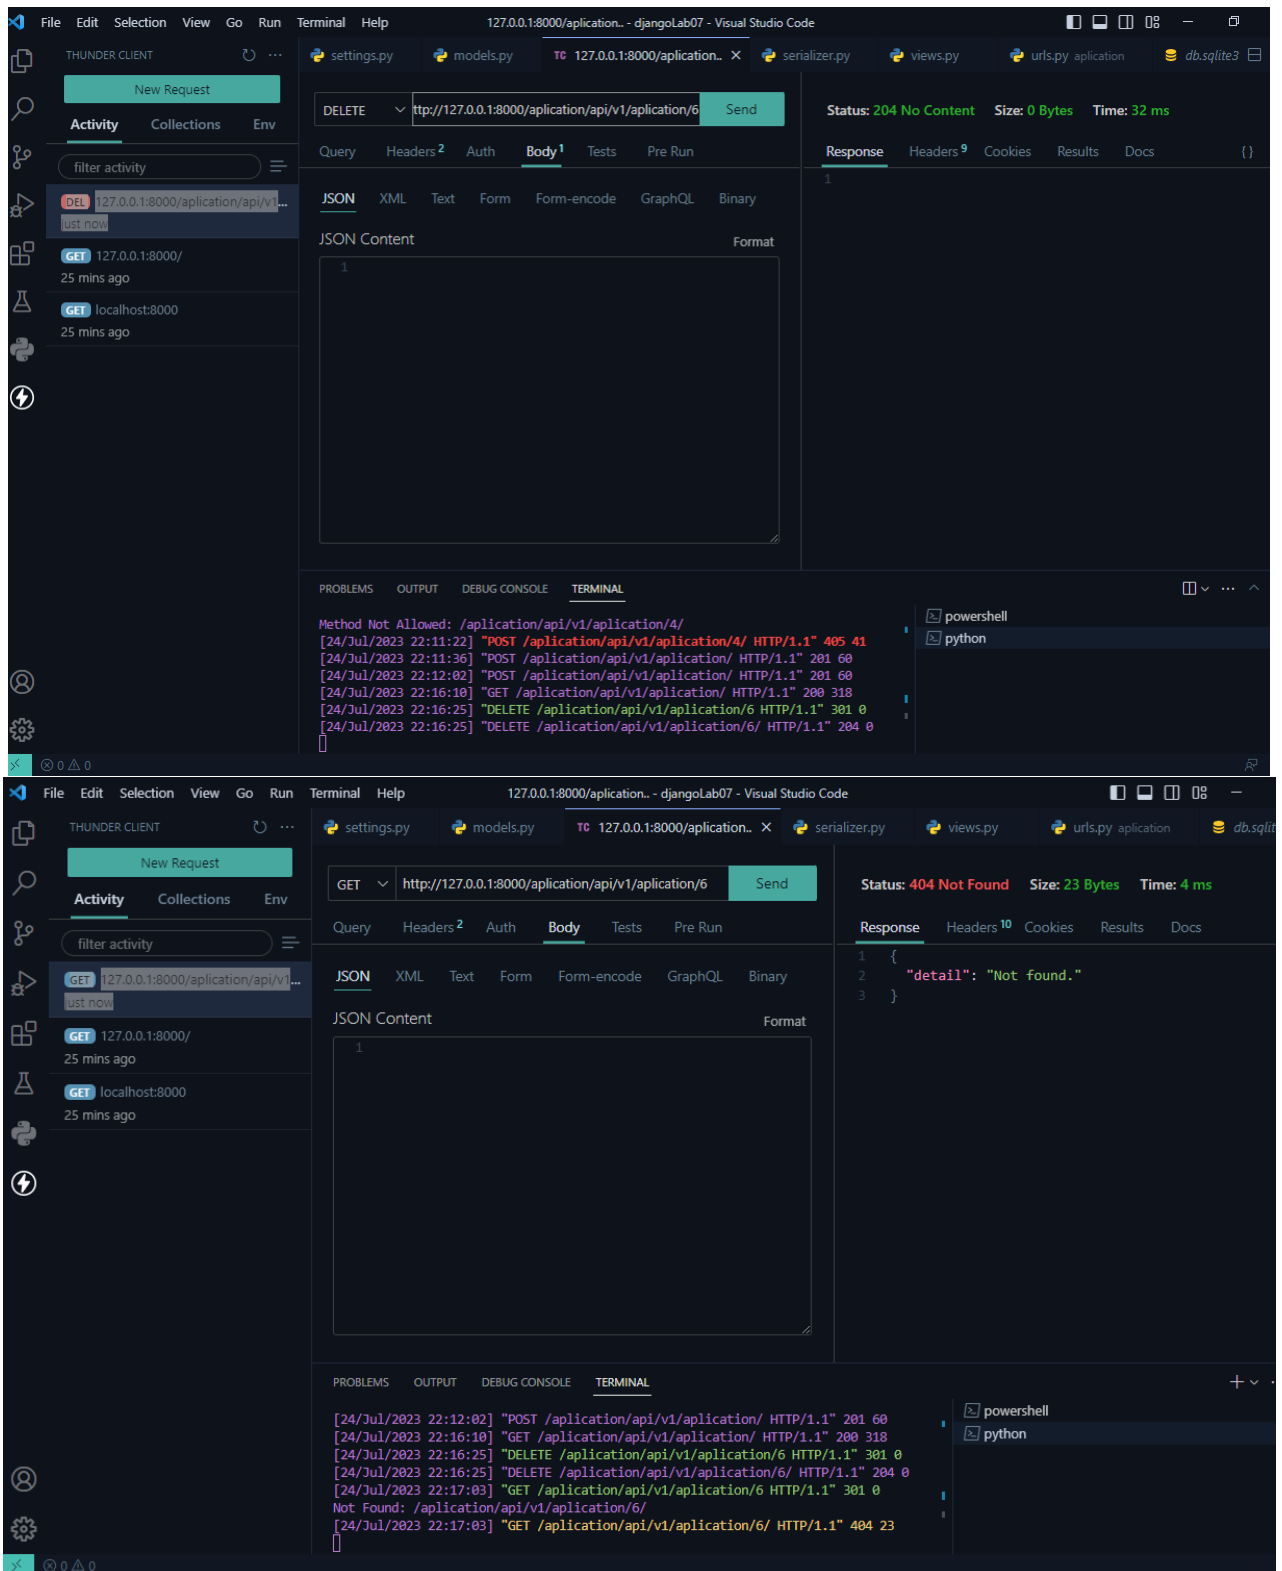 File Edit Selection View Go Run Terminal Help 127.0.0.1:8000/aplication.. - djangoLab07 - Visual Studio Code
THUNDER CLIENT
settings.py models.py TC 127.0.0.1:8000/aplication.. serializer.py views.py urls.py aplication db.sqlite3
New Request
Activity Collections Env
filter activity
DEL 127.0.0.1:8000/aplication/api/v1...
just now
GET 127.0.0.1:8000/
25 mins ago
GET localhost:8000
25 mins ago
DELETE ttp://127.0.0.1:8000/aplication/api/v1/aplication/6 Send
Query Headers 2 Auth Body 1 Tests Pre Run
JSON XML Text Form Form-encode GraphQL Binary
JSON Content Format
1
Status: 204 No Content Size: 0 Bytes Time: 32 ms
Response Headers 9 Cookies Results Docs {}
1
PROBLEMS OUTPUT DEBUG CONSOLE TERMINAL
Method Not Allowed: /aplication/api/v1/aplication/4/
[24/Jul/2023 22:11:22] "POST /aplication/api/v1/aplication/4/ HTTP/1.1" 405 41
[24/Jul/2023 22:11:36] "POST /aplication/api/v1/aplication/ HTTP/1.1" 201 60
[24/Jul/2023 22:12:02] "POST /aplication/api/v1/aplication/ HTTP/1.1" 201 60
[24/Jul/2023 22:16:10] "GET /aplication/api/v1/aplication/ HTTP/1.1" 200 318
[24/Jul/2023 22:16:25] "DELETE /aplication/api/v1/aplication/6 HTTP/1.1" 301 0
[24/Jul/2023 22:16:25] "DELETE /aplication/api/v1/aplication/6/ HTTP/1.1" 204 0
powershell
python
0 0
File Edit Selection View Go Run Terminal Help 127.0.0.1:8000/aplication.. - djangoLab07 - Visual Studio Code
THUNDER CLIENT
settings.py models.py TC 127.0.0.1:8000/aplication.. serializer.py views.py urls.py aplication db.sqlit
New Request
Activity Collections Env
filter activity
GET 127.0.0.1:8000/aplication/api/v1...
just now
GET 127.0.0.1:8000/
25 mins ago
GET localhost:8000
25 mins ago
GET http://127.0.0.1:8000/aplication/api/v1/aplication/6 Send
Query Headers 2 Auth Body Tests Pre Run
JSON XML Text Form Form-encode GraphQL Binary
JSON Content Format
1
Status: 404 Not Found Size: 23 Bytes Time: 4 ms
Response Headers 10 Cookies Results Docs
1 {
2 "detail": "Not found."
3 }
PROBLEMS OUTPUT DEBUG CONSOLE TERMINAL
[24/Jul/2023 22:12:02] "POST /aplication/api/v1/aplication/ HTTP/1.1" 201 60
[24/Jul/2023 22:16:10] "GET /aplication/api/v1/aplication/ HTTP/1.1" 200 318
[24/Jul/2023 22:16:25] "DELETE /aplication/api/v1/aplication/6 HTTP/1.1" 301 0
[24/Jul/2023 22:16:25] "DELETE /aplication/api/v1/aplication/6/ HTTP/1.1" 204 0
[24/Jul/2023 22:17:03] "GET /aplication/api/v1/aplication/6 HTTP/1.1" 301 0
Not Found: /aplication/api/v1/aplication/6/
[24/Jul/2023 22:17:03] "GET /aplication/api/v1/aplication/6/ HTTP/1.1" 404 23
powershell
python
0 0